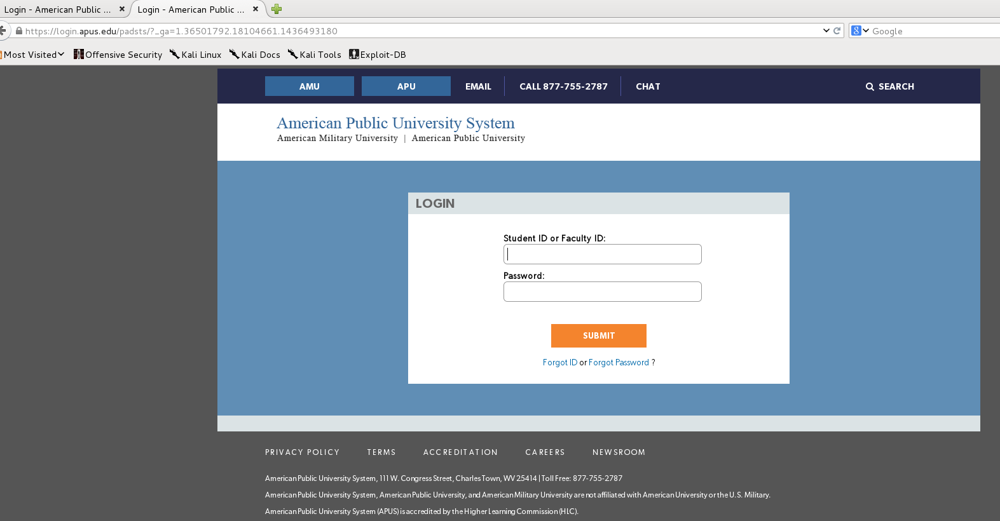 Login - American Public ... Login - American Public ...
https://login.apus.edu/padsts/?_ga=1.36501792.18104661.1436493180 Google
Most Visited Offensive Security Kali Linux Kali Docs Kali Tools Exploit-DB
AMU APU EMAIL CALL 877-755-2787 CHAT SEARCH
American Public University System
American Military University | American Public University
LOGIN
Student ID or Faculty ID:
Password:
SUBMIT
Forgot ID or Forgot Password ?
PRIVACY POLICY TERMS ACCREDITATION CAREERS NEWSROOM
American Public University System, 111 W. Congress Street, Charles Town, WV 25414 | Toll Free: 877-755-2787
American Public University System, American Public University, and American Military University are not affiliated with American University or the U.S. Military.
American Public University System (APUS) is accredited by the Higher Learning Commission (HLC).